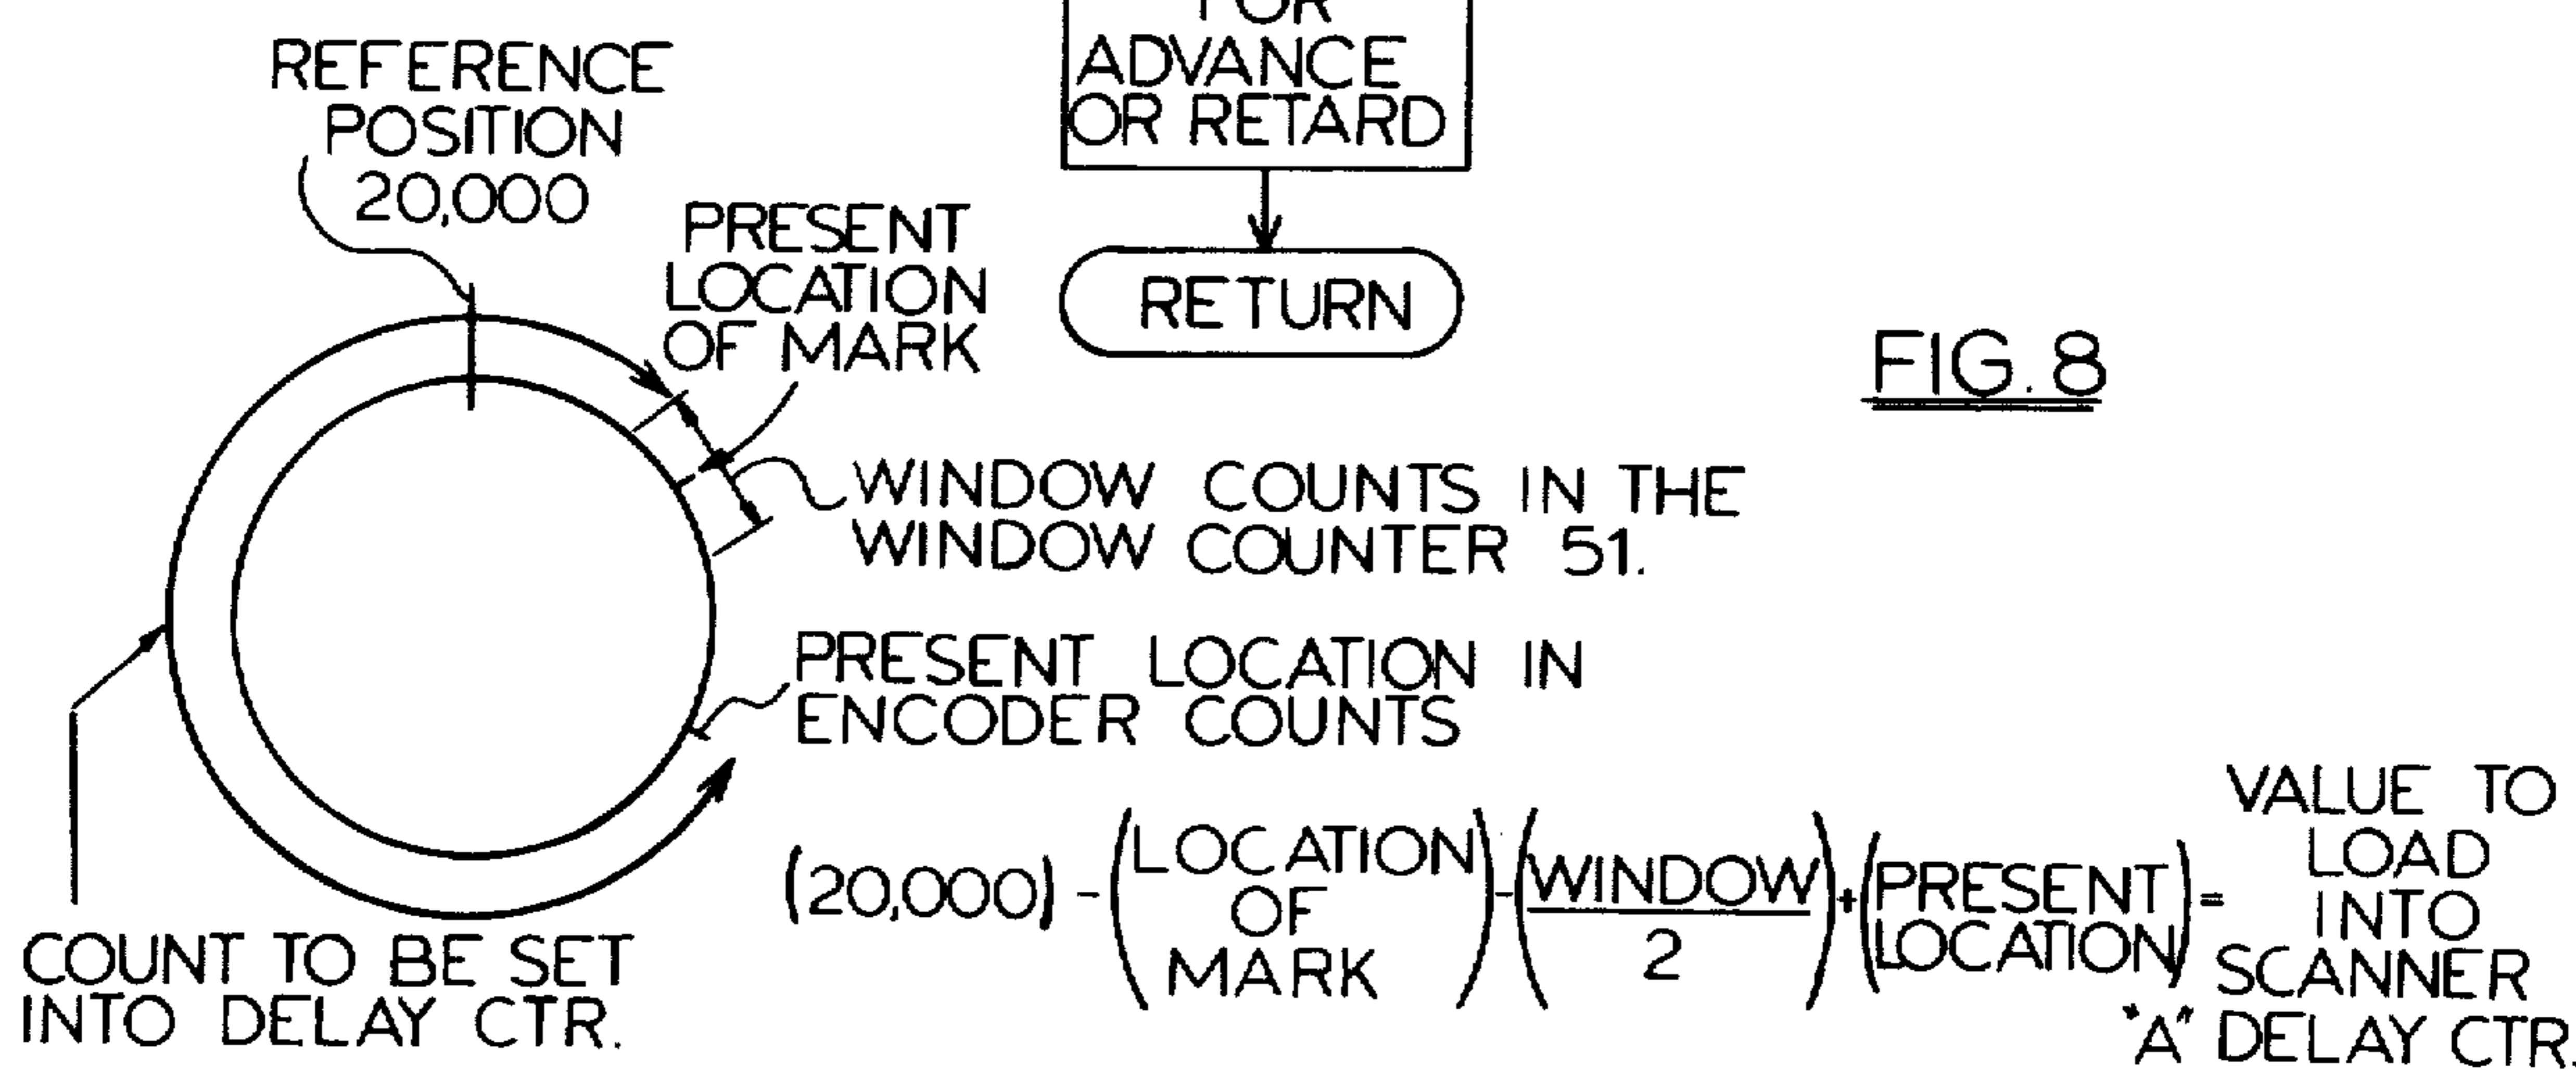 FOR
ADVANCE
OR RETARD
RETURN
REFERENCE
POSITION
20,000
PRESENT
LOCATION
OF MARK
FIG. 8
WINDOW COUNTS IN THE
WINDOW COUNTER 51.
PRESENT LOCATION IN
ENCODER COUNTS
COUNT TO BE SET
INTO DELAY CTR.
(20,000) - (LOCATION
OF
MARK) - (WINDOW
2) + (PRESENT
LOCATION) =
VALUE TO
LOAD
INTO
SCANNER
"A" DELAY CTR.